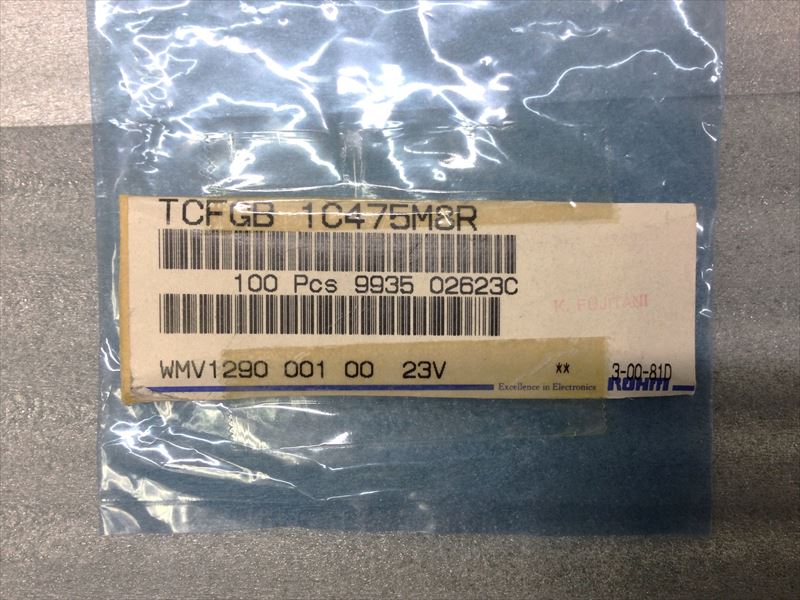 TCFGB 1C475M8R
100 Pcs 9935 02623C
K. FUJITANI
WMV1290 001 00 23V ** 3-00-81D
Excellence in Electronics ROHM